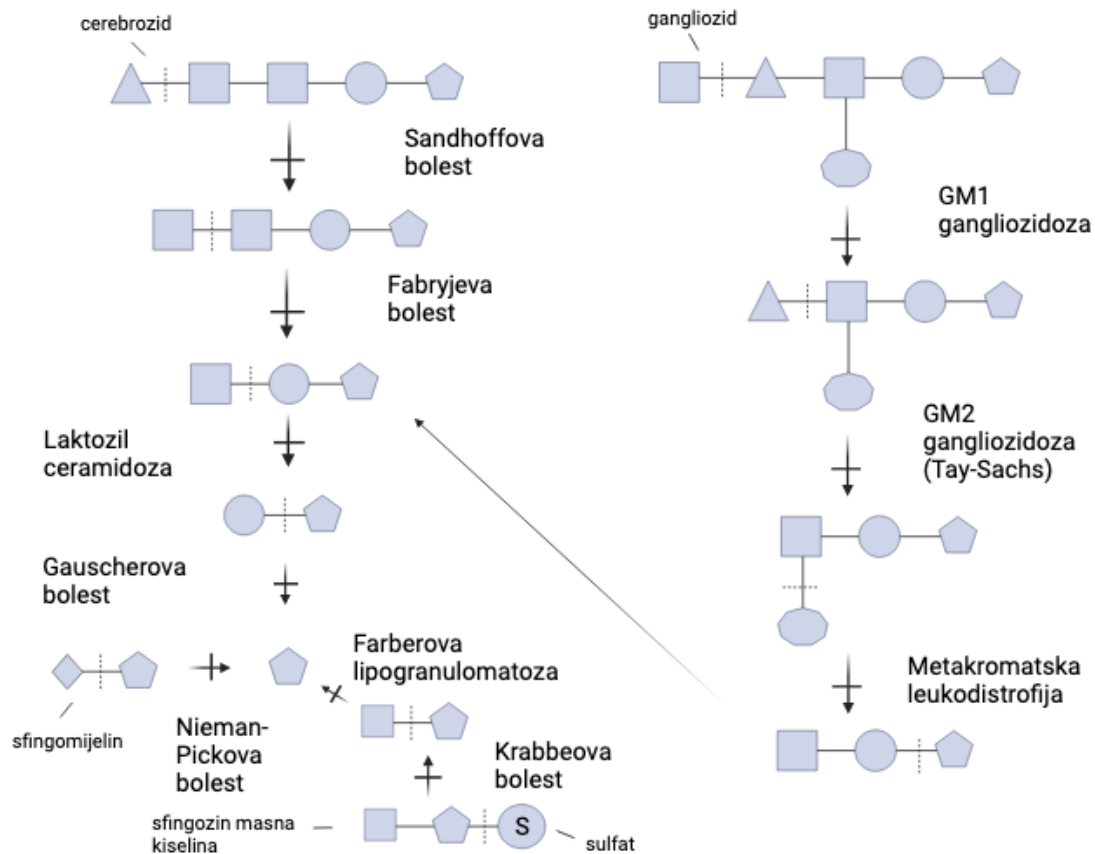 cerebrozid
gangliozid
Sandhoffova
bolest
GM1
gangliozidoza
Fabryjeva
bolest
Laktozil
ceramidoza
GM2
gangliozidoza
(Tay-Sachs)
Gauscherova
bolest
Farberova
lipogranulomatoza
Metakromatska
leukodistrofija
sfingomijelin
Nieman-
Pickova
bolest
Krabbeova
bolest
sfingozin masna
kiselina
S
sulfat